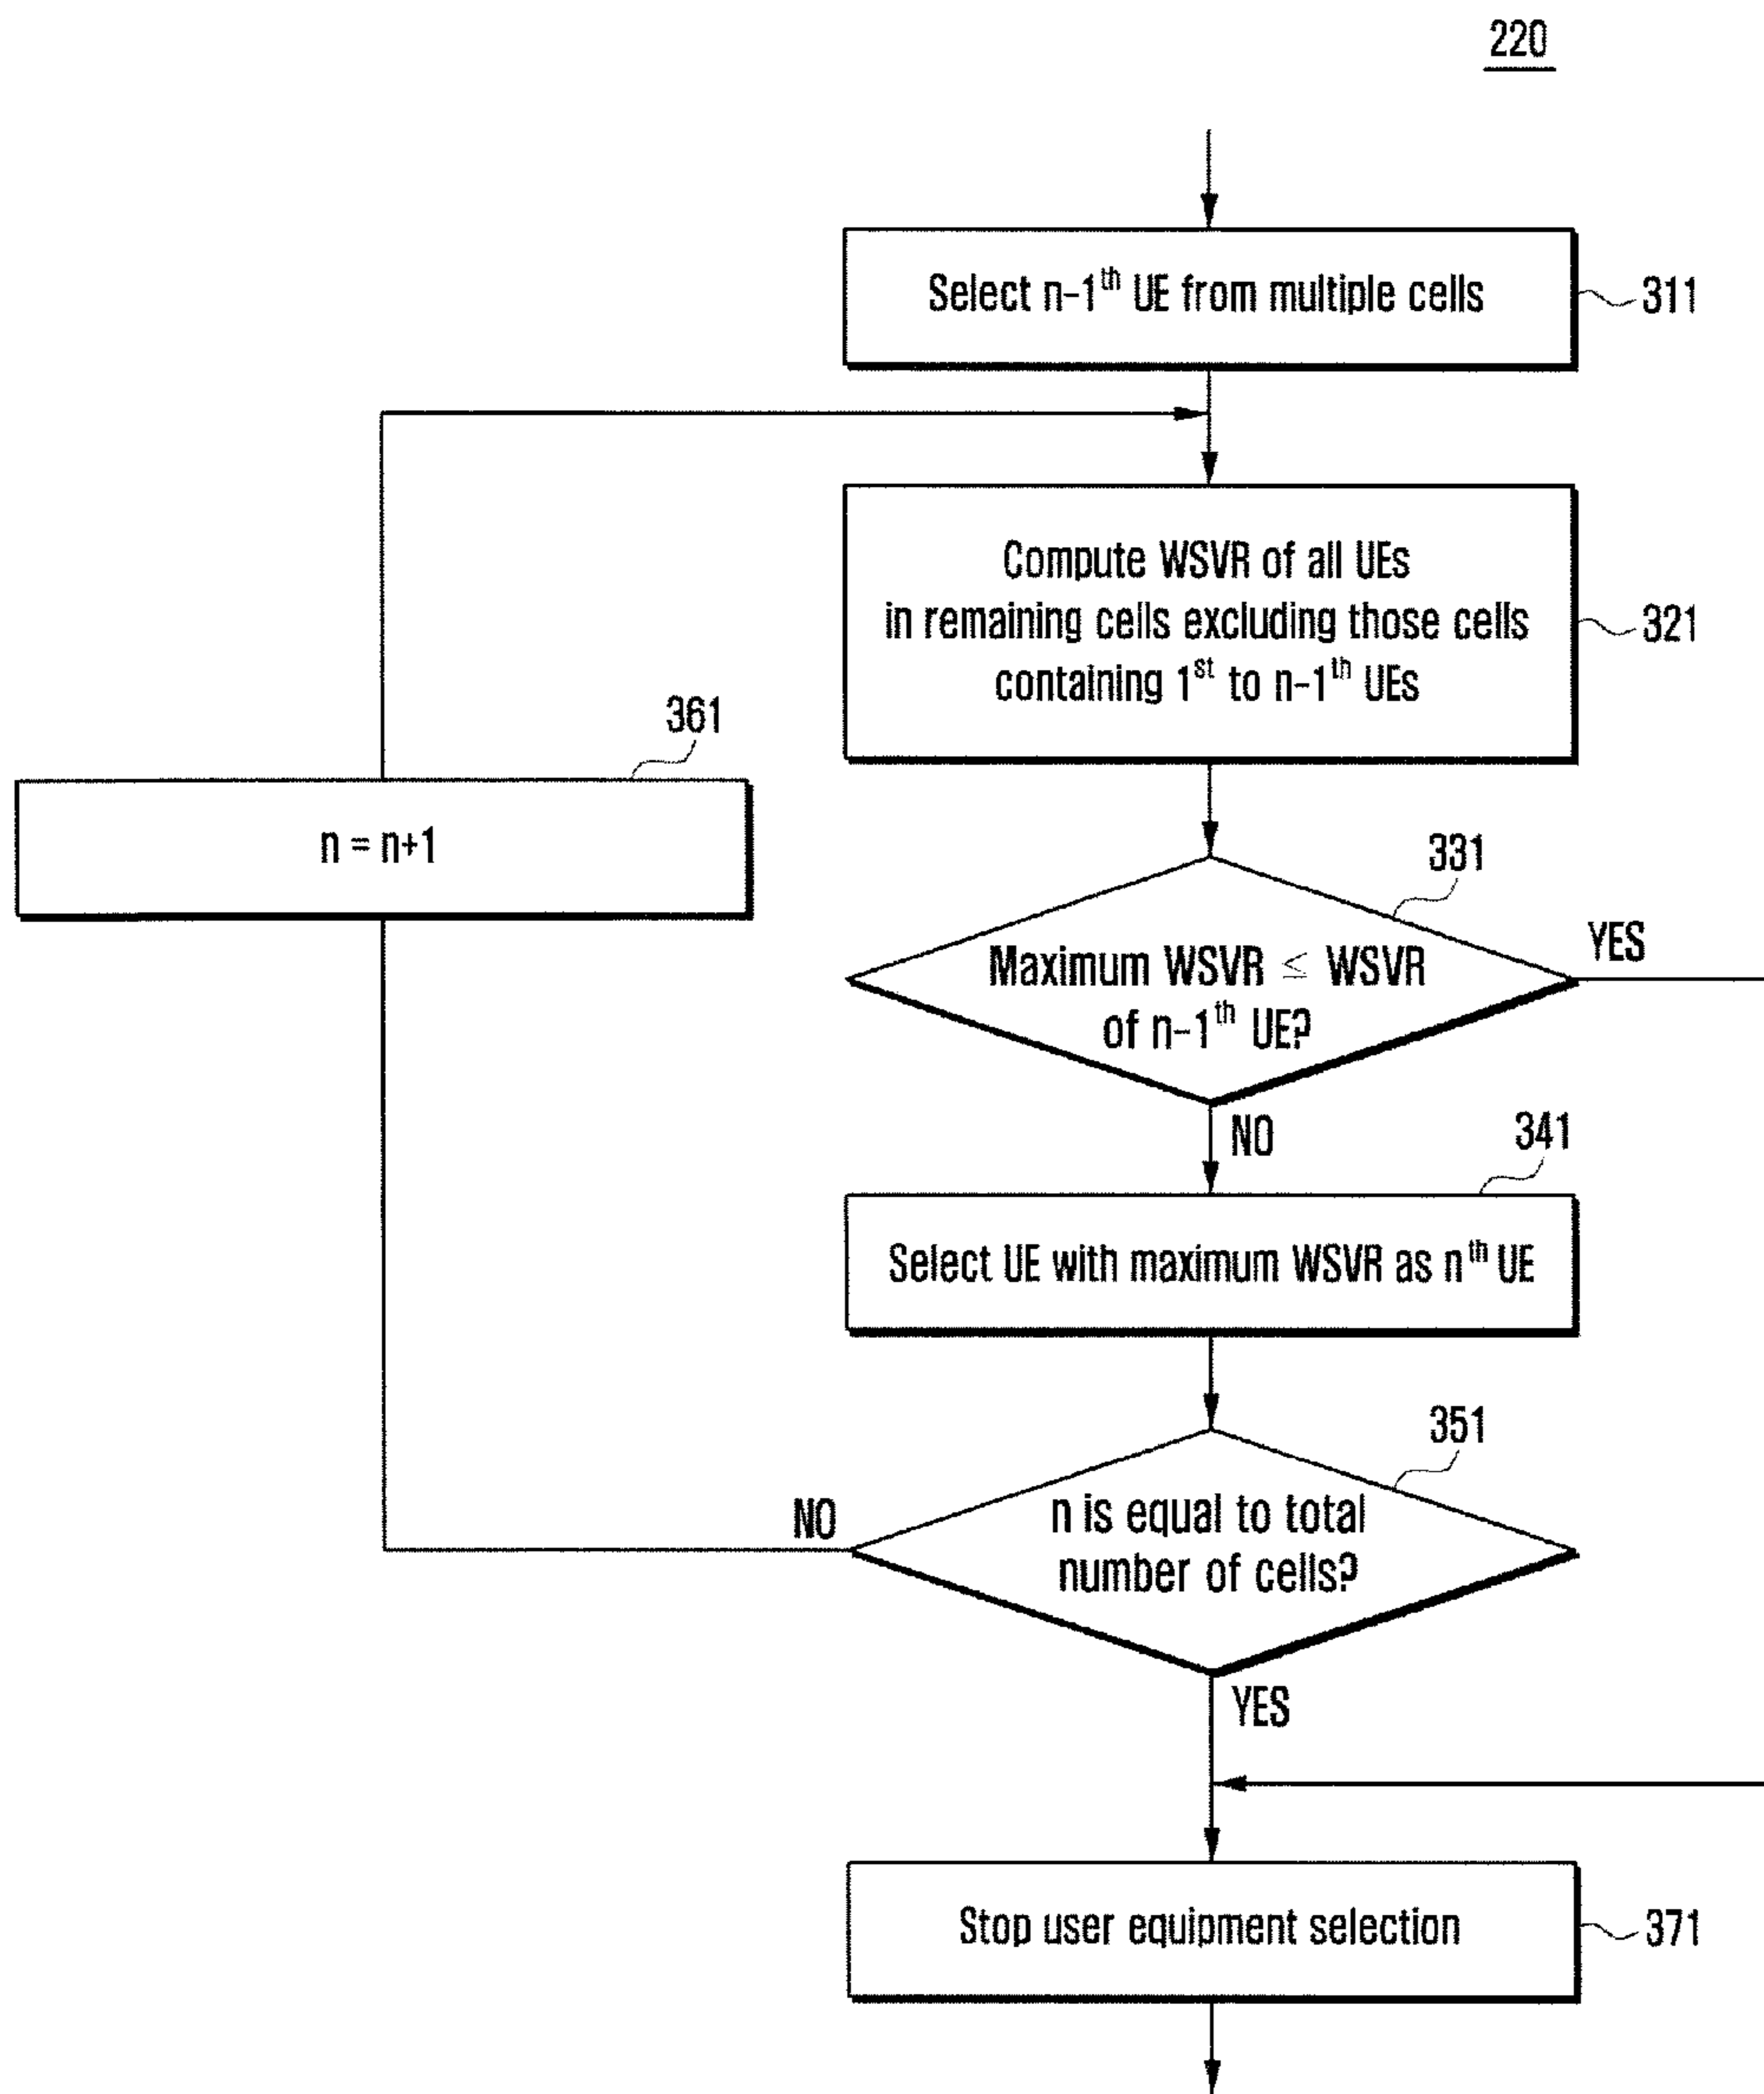 220
Select n-1th UE from multiple cells
311
Compute WSVR of all UEs
in remaining cells excluding those cells
containing 1st to n-1th UEs
321
361
n = n+1
331
Maximum WSVR ≤ WSVR
of n-1th UE?
YES
NO
341
Select UE with maximum WSVR as nth UE
351
n is equal to total
number of cells?
NO
YES
Stop user equipment selection
371